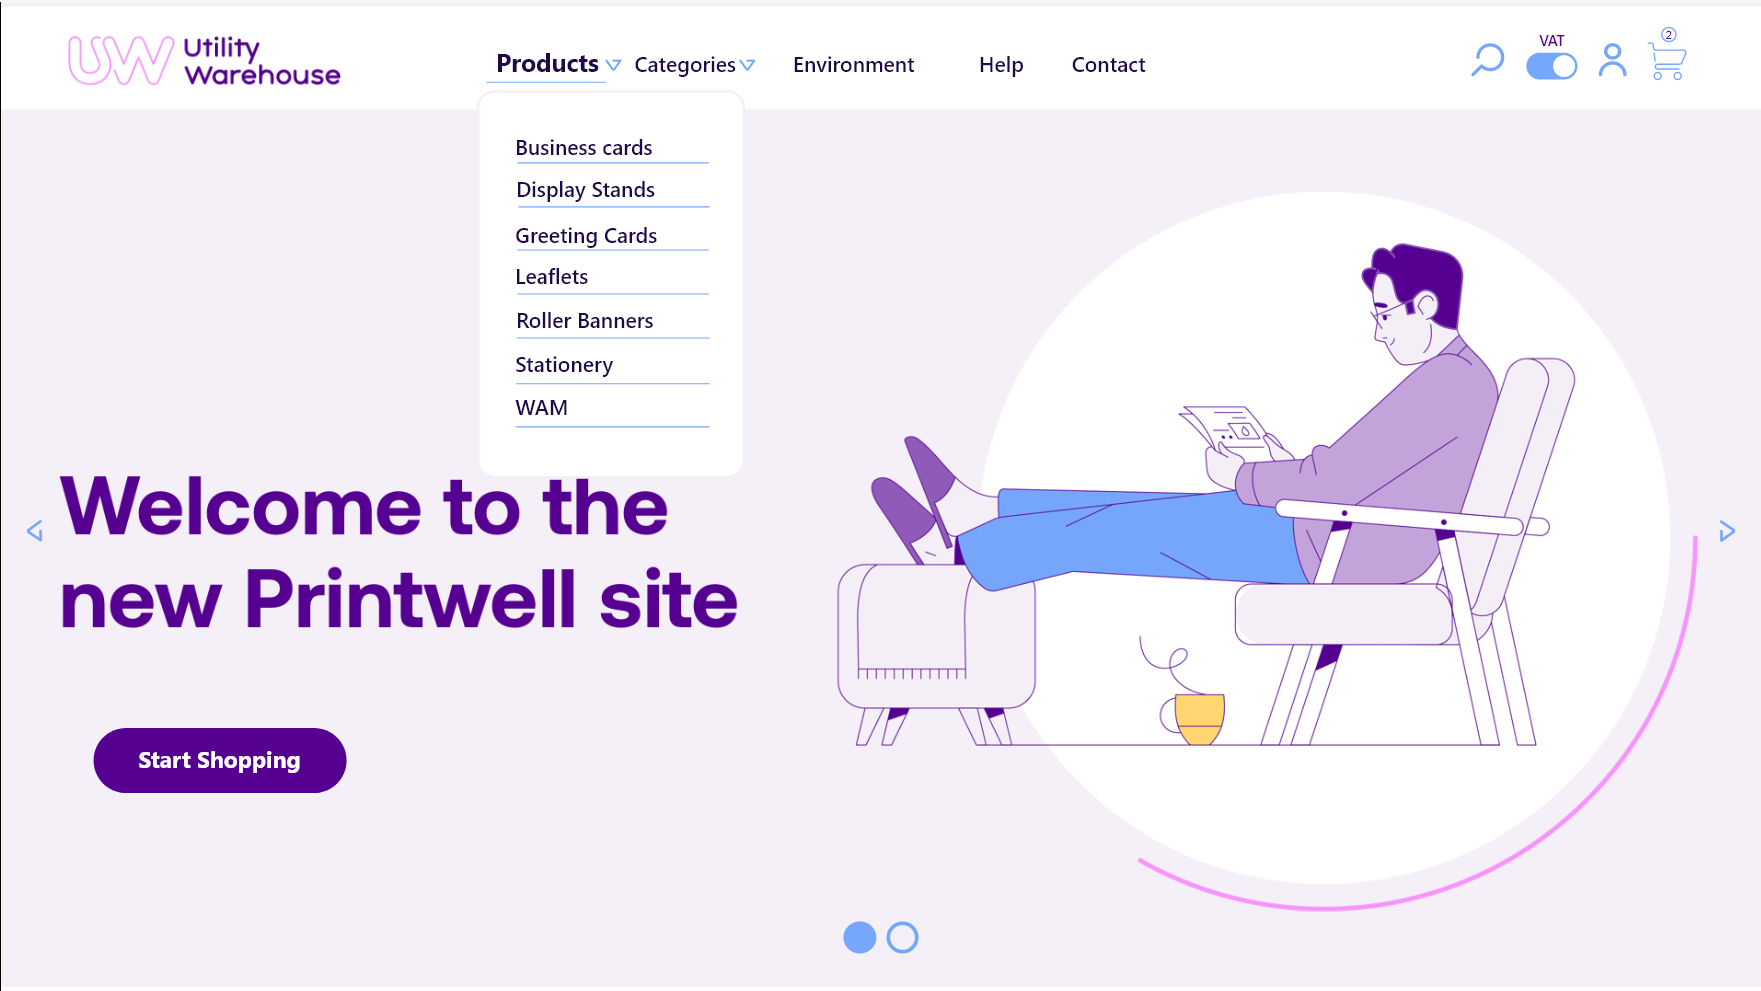 UW Utility
Warehouse
Products
Categories
Environment
Help
Contact
VAT
2
Business cards
Display Stands
Greeting Cards
Leaflets
Roller Banners
Stationery
WAM
Welcome to the
new Printwell site
Start Shopping